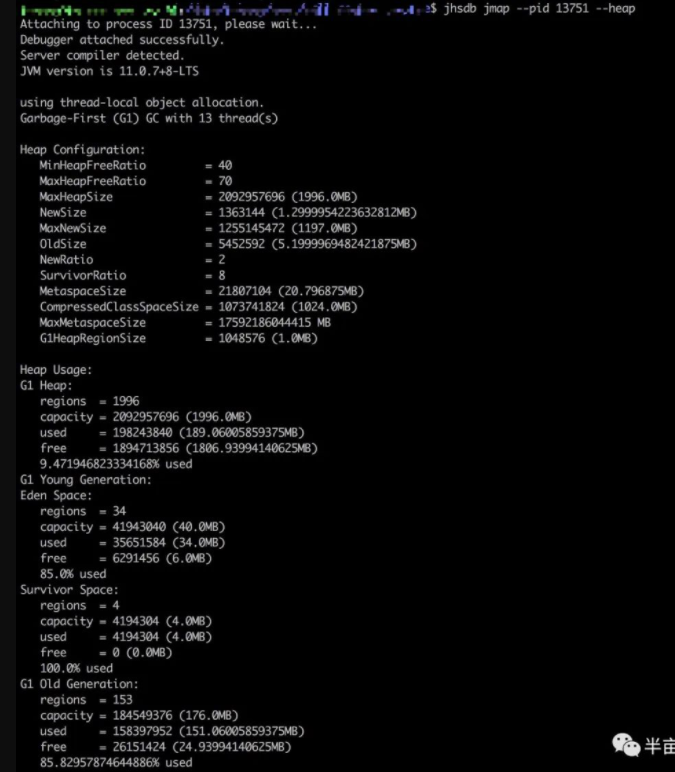 $ jhsdb jmap --pid 13751 --heap
Attaching to process ID 13751, please wait...
Debugger attached successfully.
Server compiler detected.
JVM version is 11.0.7+8-LTS
using thread-local object allocation.
Garbage-First (G1) GC with 13 thread(s)
Heap Configuration:
MinHeapFreeRatio = 40
MaxHeapFreeRatio = 70
MaxHeapSize = 2092957696 (1996.0MB)
NewSize = 1363144 (1.2999954223632812MB)
MaxNewSize = 1255145472 (1197.0MB)
OldSize = 5452592 (5.1999969482421875MB)
NewRatio = 2
SurvivorRatio = 8
MetaspaceSize = 21807104 (20.796875MB)
CompressedClassSpaceSize = 1073741824 (1024.0MB)
MaxMetaspaceSize = 17592186044415 MB
G1HeapRegionSize = 1048576 (1.0MB)
Heap Usage:
G1 Heap:
regions = 1996
capacity = 2092957696 (1996.0MB)
used = 198243840 (189.06005859375MB)
free = 1894713856 (1806.93994140625MB)
9.471946823334168% used
G1 Young Generation:
Eden Space:
regions = 34
capacity = 41943040 (40.0MB)
used = 35651584 (34.0MB)
free = 6291456 (6.0MB)
85.0% used
Survivor Space:
regions = 4
capacity = 4194304 (4.0MB)
used = 4194304 (4.0MB)
free = 0 (0.0MB)
100.0% used
G1 Old Generation:
regions = 153
capacity = 184549376 (176.0MB)
used = 158397952 (151.06005859375MB)
free = 26151424 (24.93994140625MB)
85.82957874644886% used
半亩